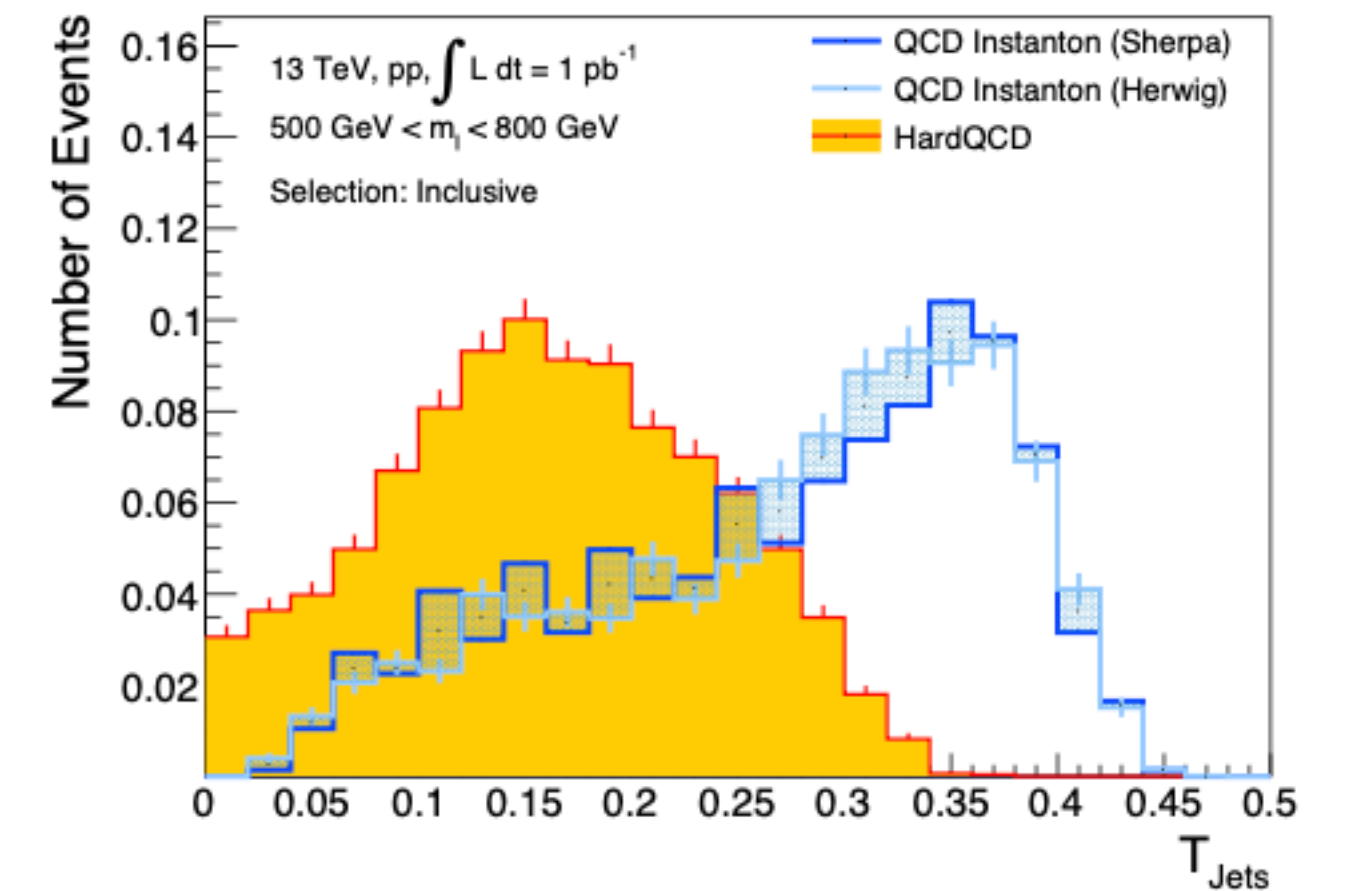 Number of Events
0.16
0.14
0.12
0.1
0.08
0.06
0.04
0.02
13 TeV, pp, ∫ L dt = 1 pb⁻¹
500 GeV < mI < 800 GeV
Selection: Inclusive
QCD Instanton (Sherpa)
QCD Instanton (Herwig)
HardQCD
0 0.05 0.1 0.15 0.2 0.25 0.3 0.35 0.4 0.45 0.5
TJets